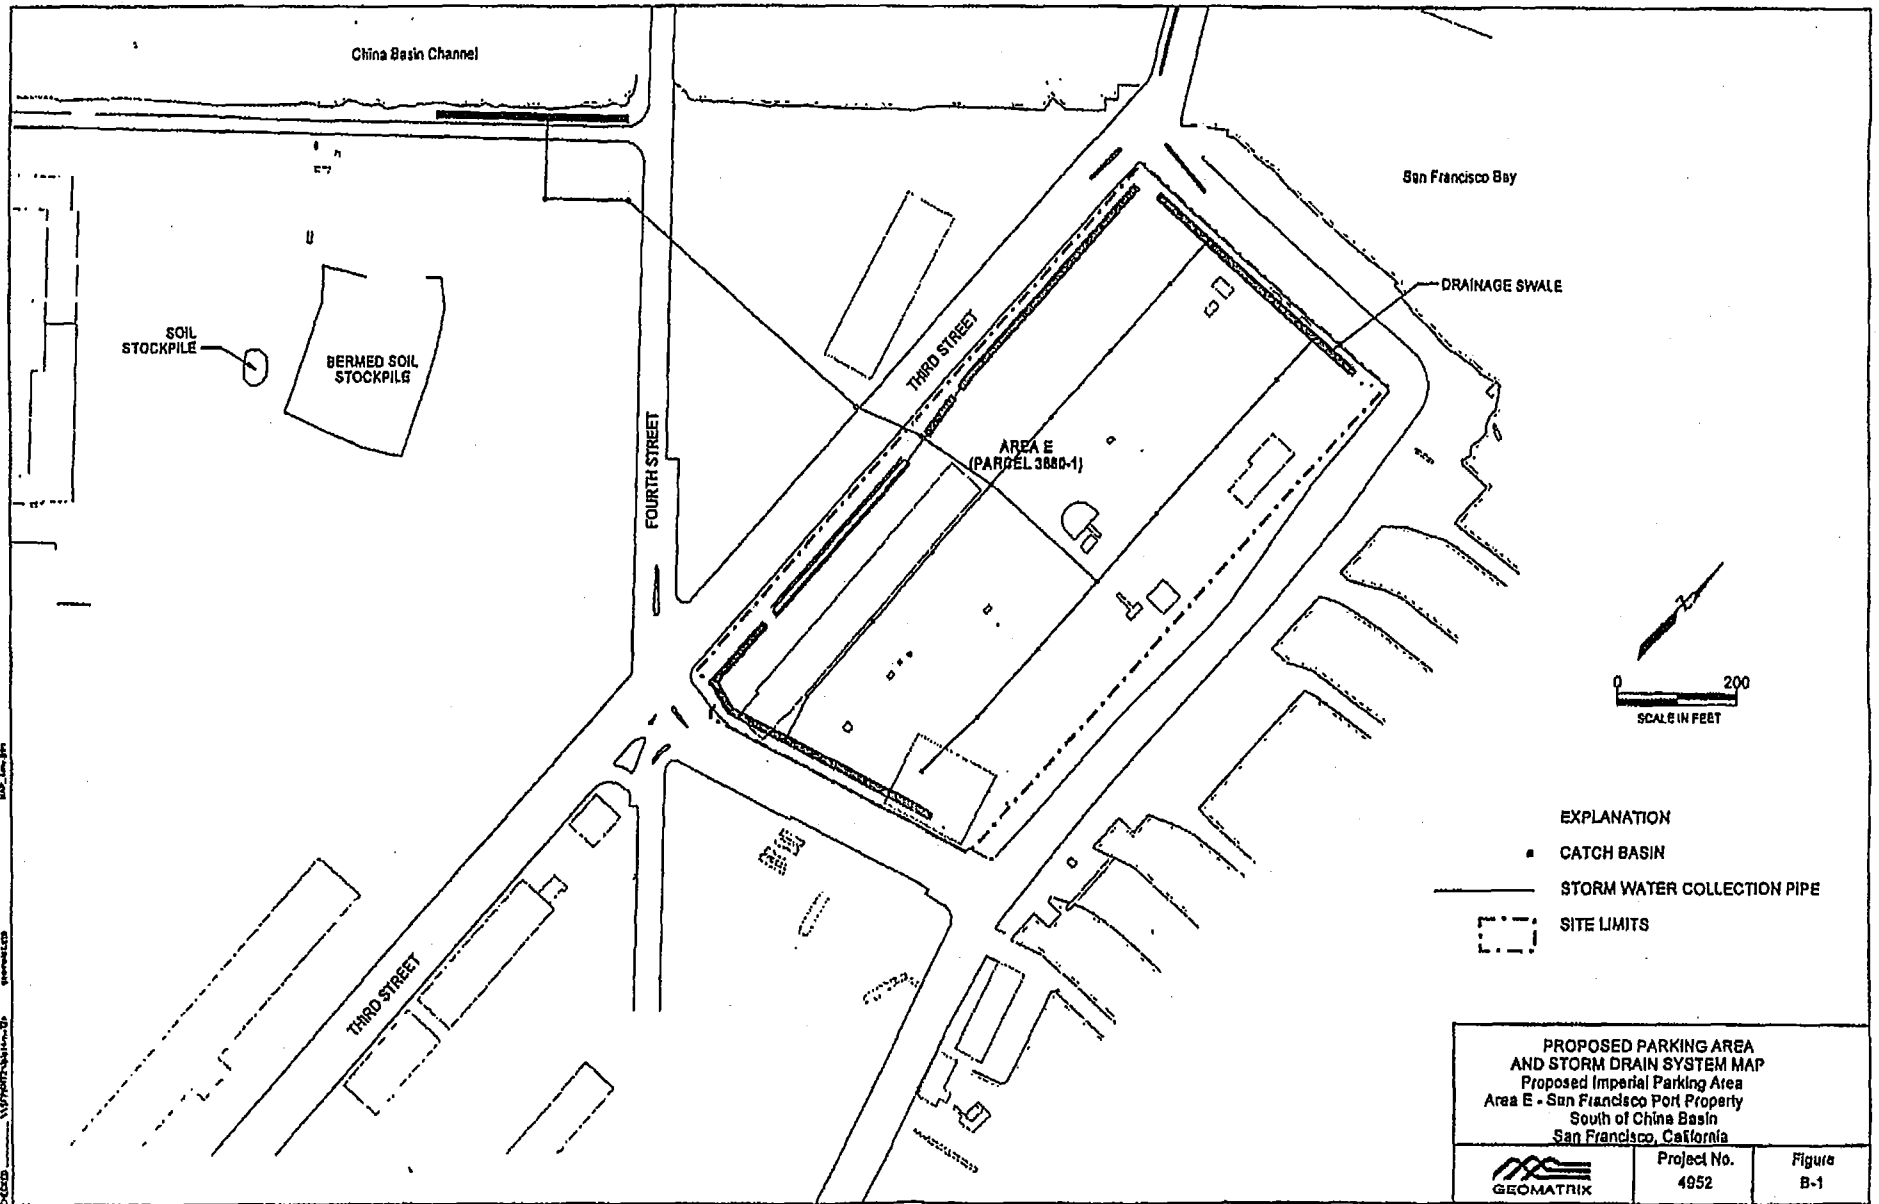 China Basin Channel
San Francisco Bay
DRAINAGE SWALE
SOIL
STOCKPILE
BERMED SOIL
STOCKPILE
THIRD STREET
FOURTH STREET
AREA E
(PARCEL 3880-1)
0 200
SCALE IN FEET
EXPLANATION
CATCH BASIN
STORM WATER COLLECTION PIPE
SITE LIMITS
THIRD STREET
PROPOSED PARKING AREA
AND STORM DRAIN SYSTEM MAP
Proposed Imperial Parking Area
Area E - San Francisco Port Property
South of China Basin
San Francisco, California
GEOMATRIX
Project No.
4952
Figure
B-1